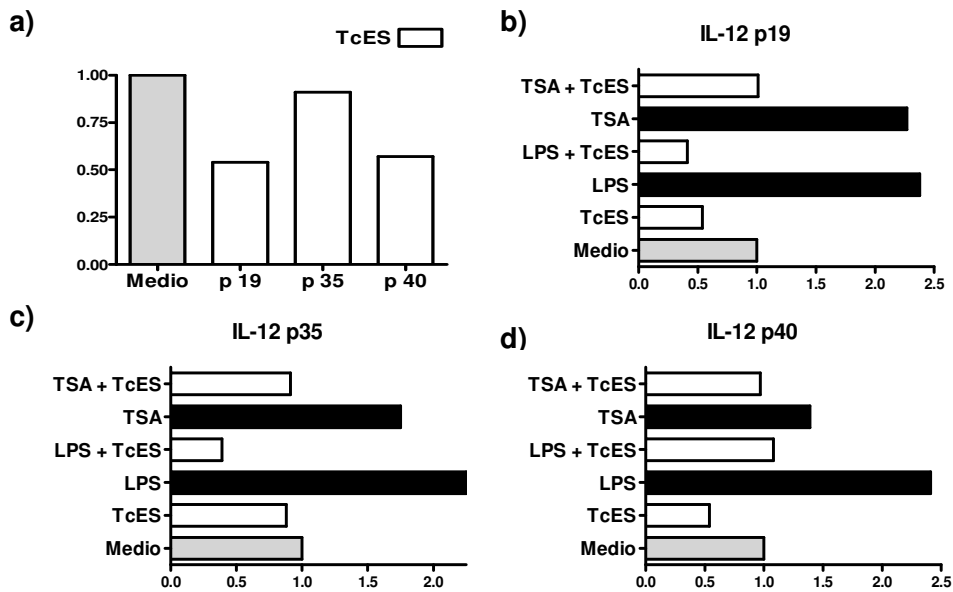 a)
TcES
1.00
0.75
0.50
0.25
0.00
Medio p 19 p 35 p 40
b)
IL-12 p19
TSA + TcES
TSA
LPS + TcES
LPS
TcES
Medio
0.0 0.5 1.0 1.5 2.0 2.5
c)
IL-12 p35
TSA + TcES
TSA
LPS + TcES
LPS
TcES
Medio
0.0 0.5 1.0 1.5 2.0
d)
IL-12 p40
TSA + TcES
TSA
LPS + TcES
LPS
TcES
Medio
0.0 0.5 1.0 1.5 2.0 2.5